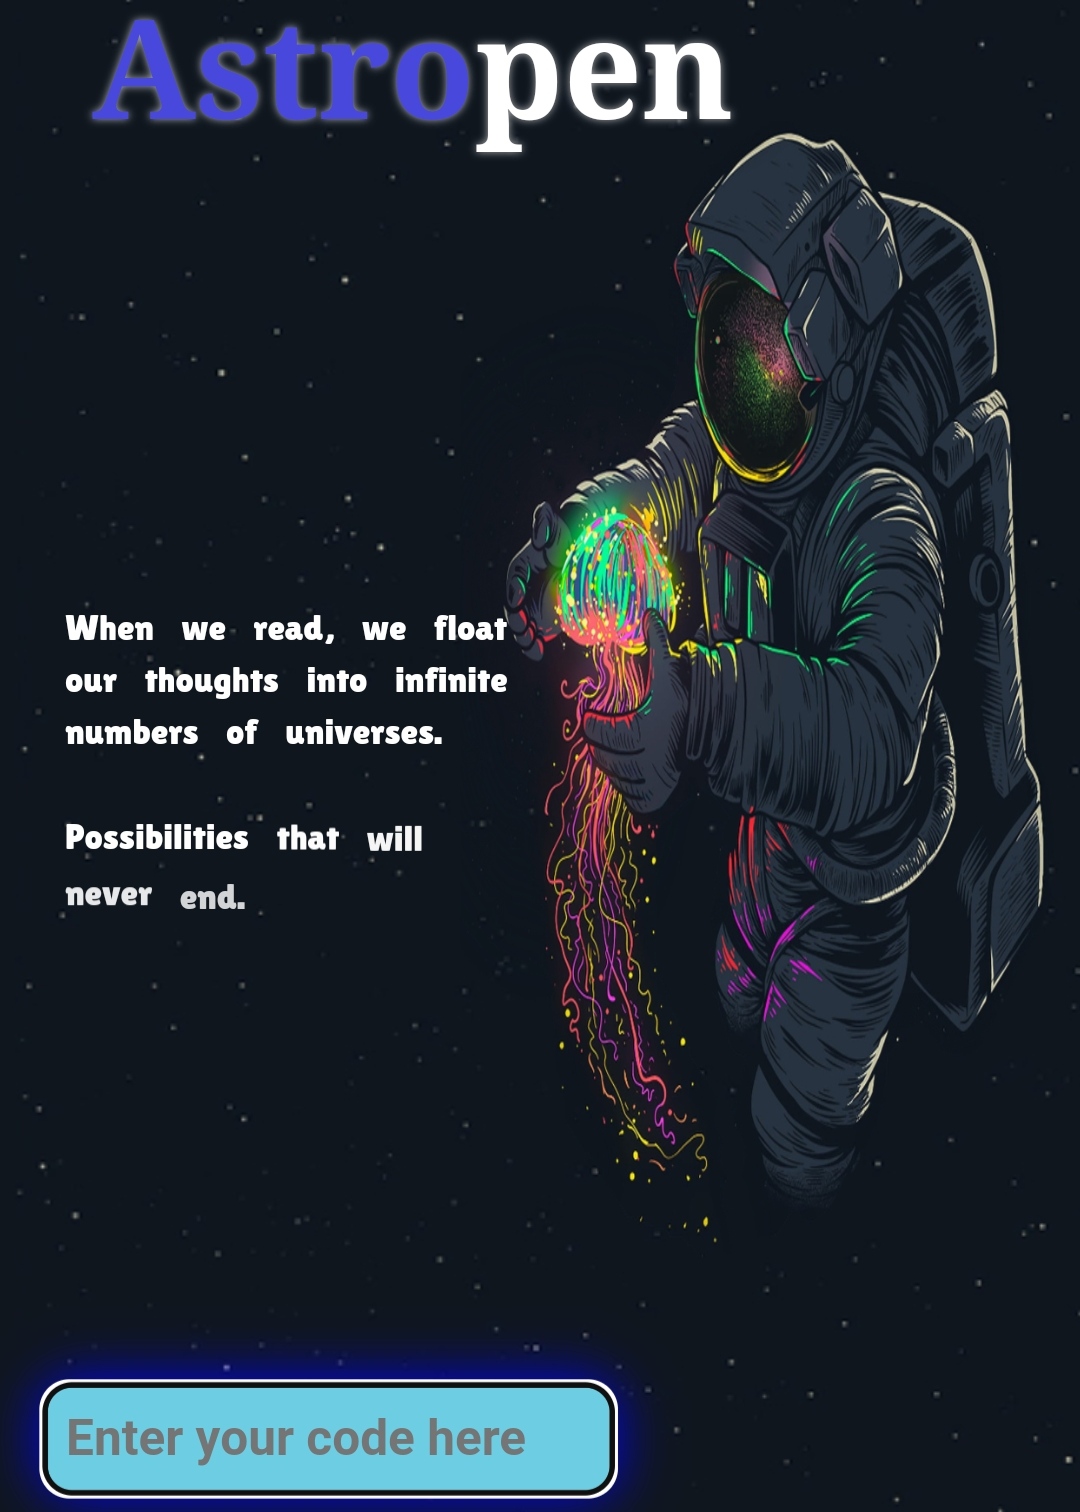 Astropen
When we read, we float
our thoughts into infinite
numbers of universes.
Possibilities that will
never end.
Enter your code here